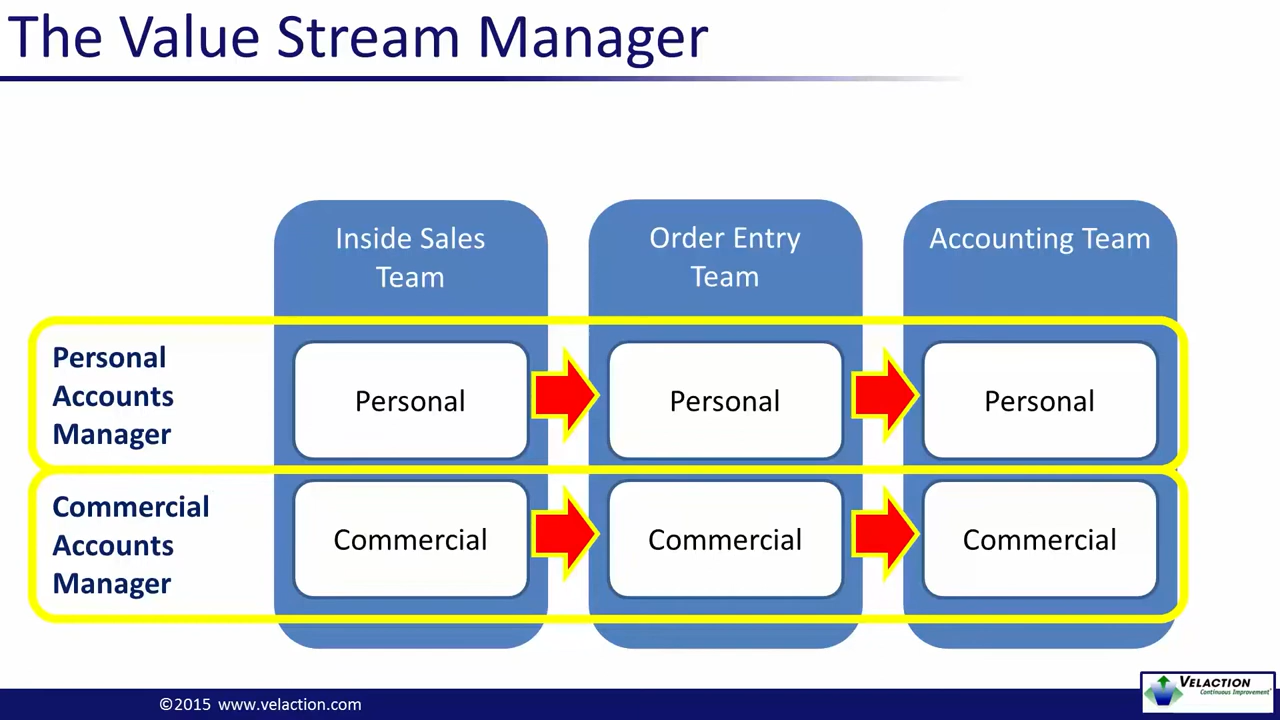 The Value Stream Manager
Inside Sales
Team
Order Entry
Team
Accounting Team
Personal
Accounts
Manager
Personal
Personal
Personal
Commercial
Accounts
Manager
Commercial
Commercial
Commercial
©2015 www.velaction.com
VELACTION
Continuous Improvement